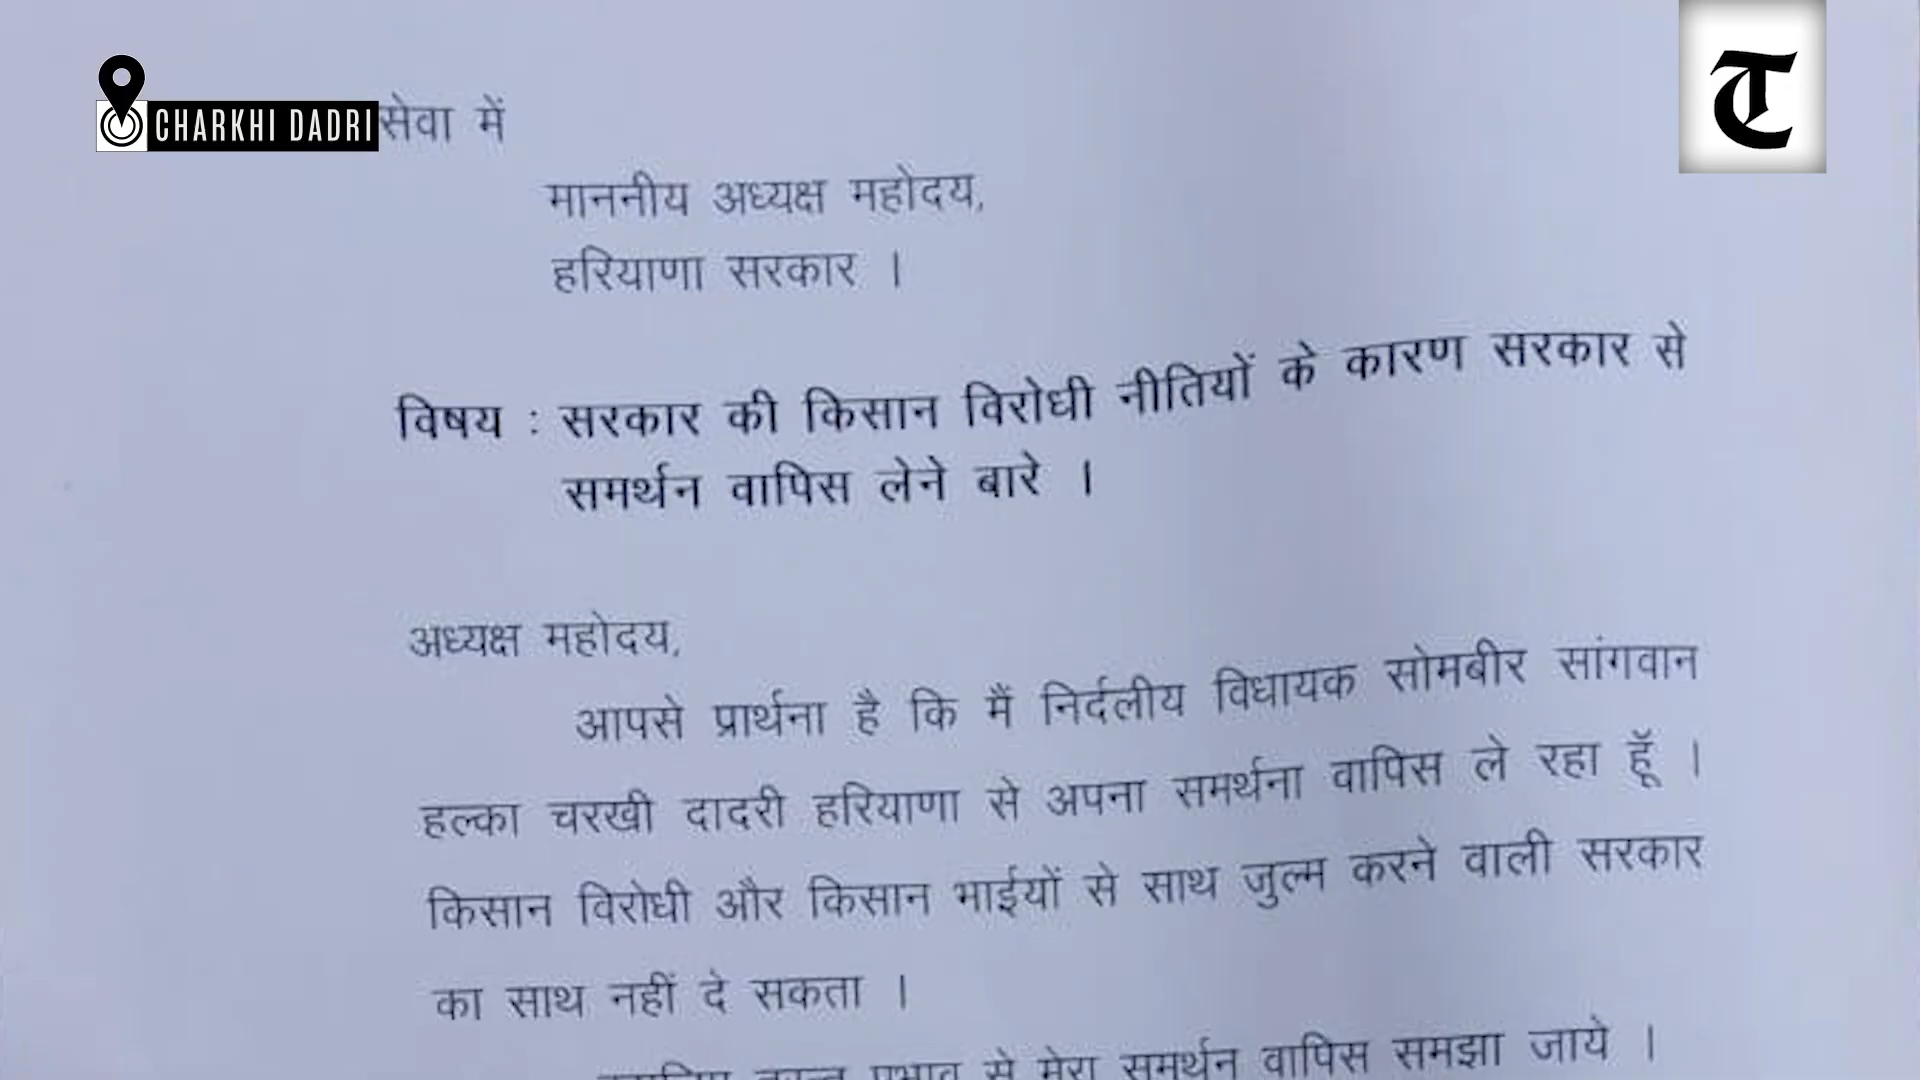 CHARKHI DADRI
सेवा में
माननीय अध्यक्ष महोदय,
हरियाणा सरकार ।
विषय : सरकार की किसान विरोधी नीतियों के कारण सरकार से
समर्थन वापिस लेने बारे ।
अध्यक्ष महोदय,
आपसे प्रार्थना है कि मैं निर्दलीय विधायक सोमबीर सांगवान
हल्का चरखी दादरी हरियाणा से अपना समर्थना वापिस ले रहा हूॅ ।
किसान विरोधी और किसान भाईयों से साथ जुल्म करने वाली सरकार
का साथ नहीं दे सकता ।
से मेरा समर्थन वापिस समझा जाये ।
T